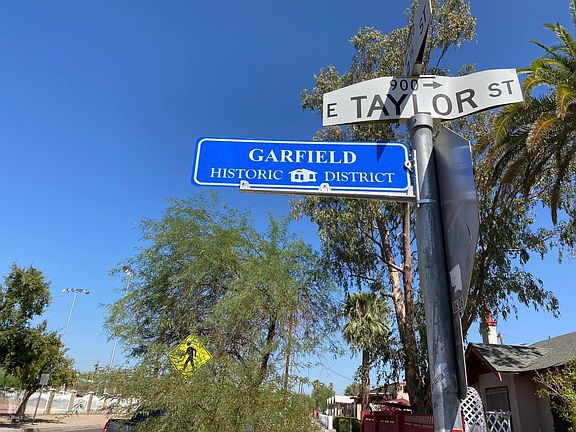 900 →
E TAYLOR ST
GARFIELD
HISTORIC DISTRICT